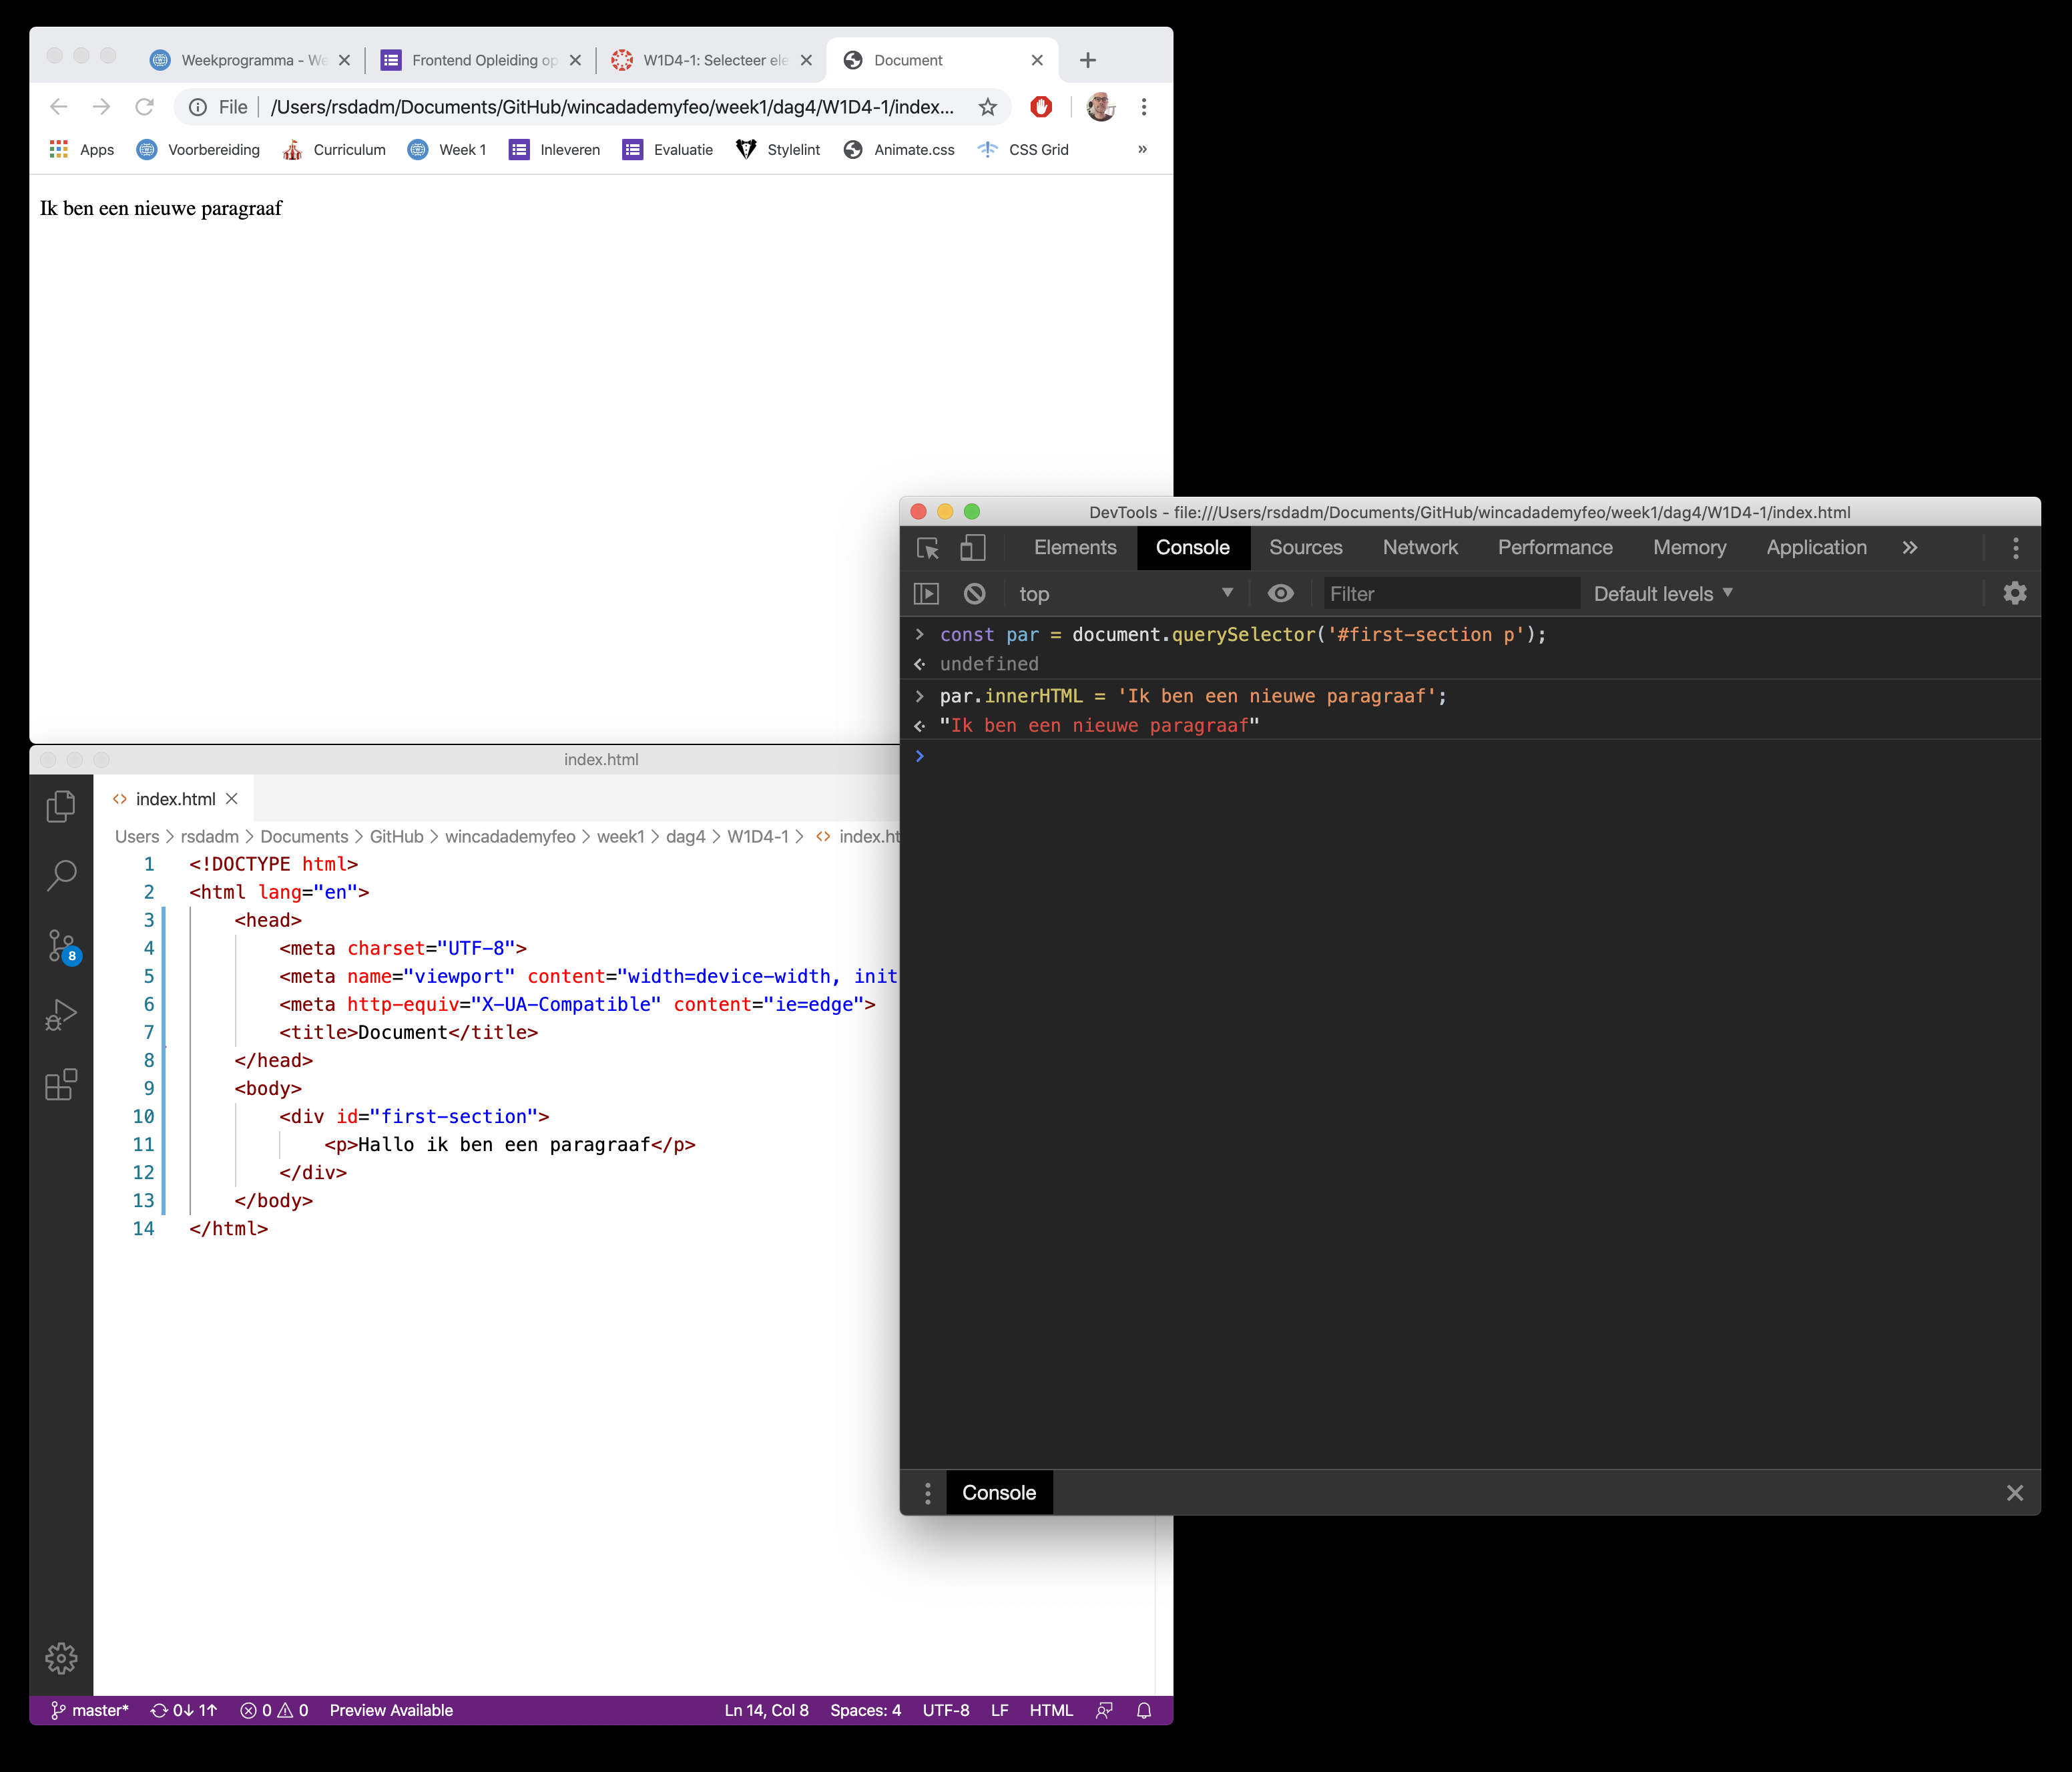 Weekprogramma - We
Frontend Opleiding op
W1D4-1: Selecteer ele
Document
File /Users/rsdadm/Documents/GitHub/wincadademyfeo/week1/dag4/W1D4-1/index...
Apps Voorbereiding Curriculum Week 1 Inleveren Evaluatie Stylelint Animate.css CSS Grid »
Ik ben een nieuwe paragraaf
DevTools - file:///Users/rsdadm/Documents/GitHub/wincadademyfeo/week1/dag4/W1D4-1/index.html
Elements Console Sources Network Performance Memory Application »
top Filter Default levels
> const par = document.querySelector('#first-section p');
undefined
> par.innerHTML = 'Ik ben een nieuwe paragraaf';
"Ik ben een nieuwe paragraaf"
>
Console
index.html
index.html
Users > rsdadm > Documents > GitHub > wincadademyfeo > week1 > dag4 > W1D4-1 > <> index.ht
1 <!DOCTYPE html>
2 <html lang="en">
3 <head>
4 <meta charset="UTF-8">
5 <meta name="viewport" content="width=device-width, init
6 <meta http-equiv="X-UA-Compatible" content="ie=edge">
7 <title>Document</title>
8 </head>
9 <body>
10 <div id="first-section">
11 <p>Hallo ik ben een paragraaf</p>
12 </div>
13 </body>
14 </html>
8
master* 0↓ 1↑ 0 0 Preview Available Ln 14, Col 8 Spaces: 4 UTF-8 LF HTML